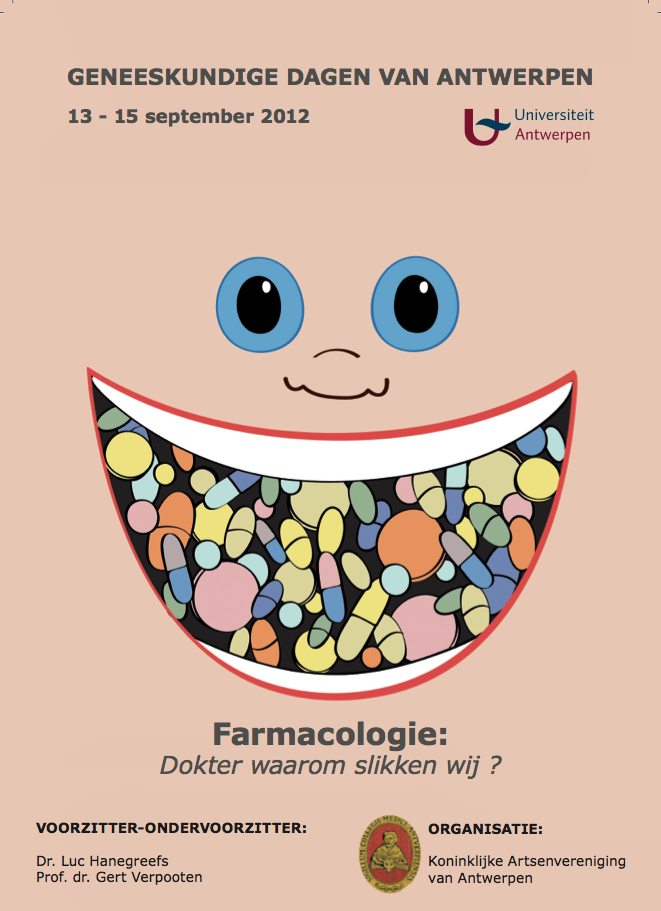 GENEESKUNDIGE DAGEN VAN ANTWERPEN
13 - 15 september 2012
Universiteit
Antwerpen
Farmacologie:
Dokter waarom slikken wij ?
VOORZITTER-ONDERVOORZITTER:
Dr. Luc Hanegreefs
Prof. dr. Gert Verpooten
ORGANISATIE:
Koninklijke Artsenvereniging
van Antwerpen